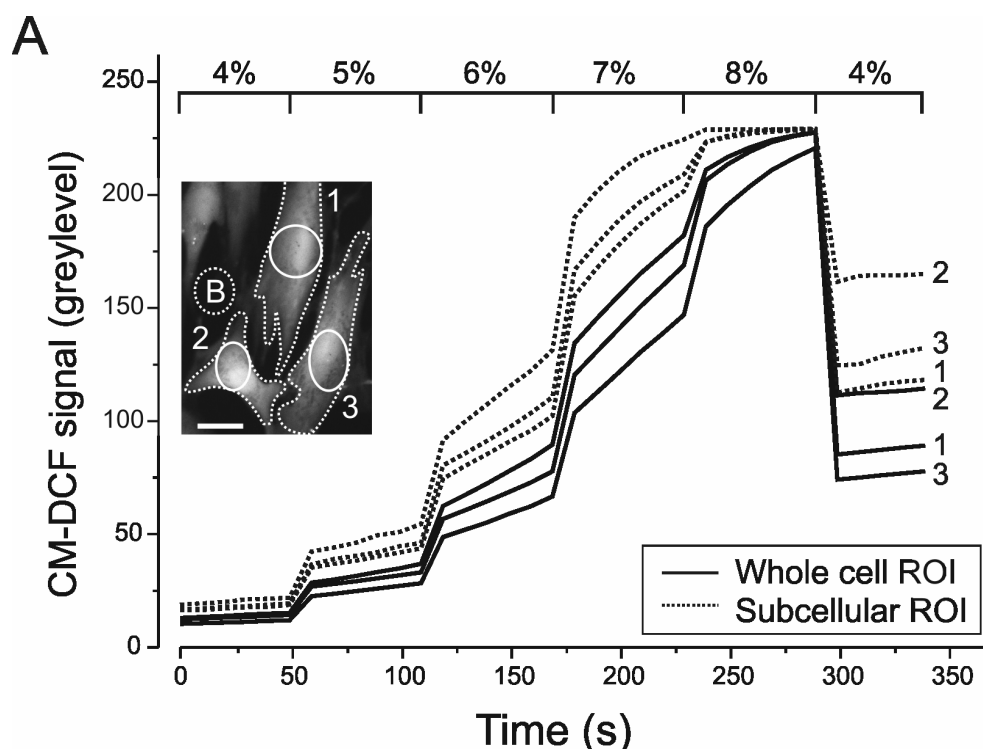 A
4% 5% 6% 7% 8% 4%
250
200
150
100
50
0
CM-DCF signal (greylevel)
1
B
2
3
2
3
1
2
1
3
Whole cell ROI
Subcellular ROI
0 50 100 150 200 250 300 350
Time (s)